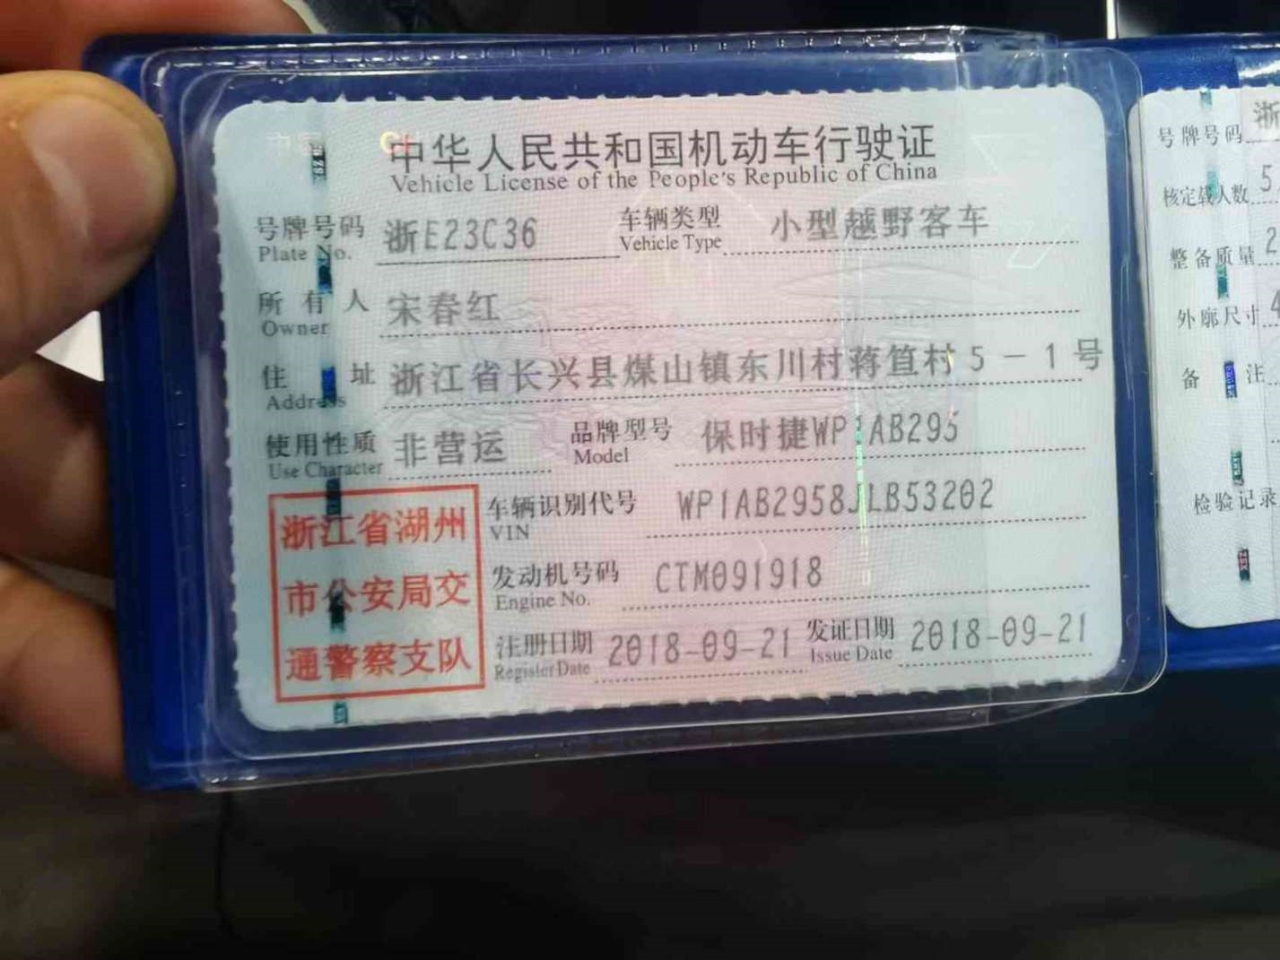 中华人民共和国机动车行驶证
Vehicle License of the People's Republic of China
号牌号码 浙E23C36 车辆类型 小型越野客车
Plate No. Vehicle Type
所有人 宋春红
Owner
住址 浙江省长兴县煤山镇东川村蒋笪村5-1号
Address
使用性质 非营运 品牌型号 保时捷WP1AB295
Use Character Model
车辆识别代号 WP1AB2958JLB53202
VIN
发动机号码 CTM091918
Engine No.
注册日期 2018-09-21 发证日期 2018-09-21
Register Date Issue Date
浙江省湖州
市公安局交
通警察支队
号牌号码 浙
核定载人数 5
整备质量 2
外廓尺寸 4
备注
检验记录